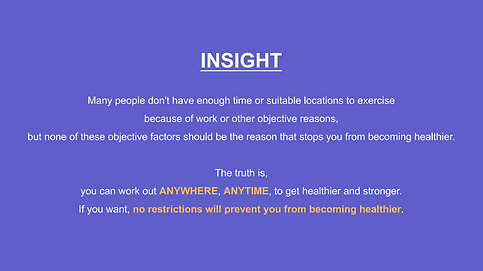 INSIGHT
Many people don't have enough time or suitable locations to exercise
because of work or other objective reasons,
but none of these objective factors should be the reason that stops you from becoming healthier.
The truth is,
you can work out ANYWHERE, ANYTIME, to get healthier and stronger.
If you want, no restrictions will prevent you from becoming healthier.